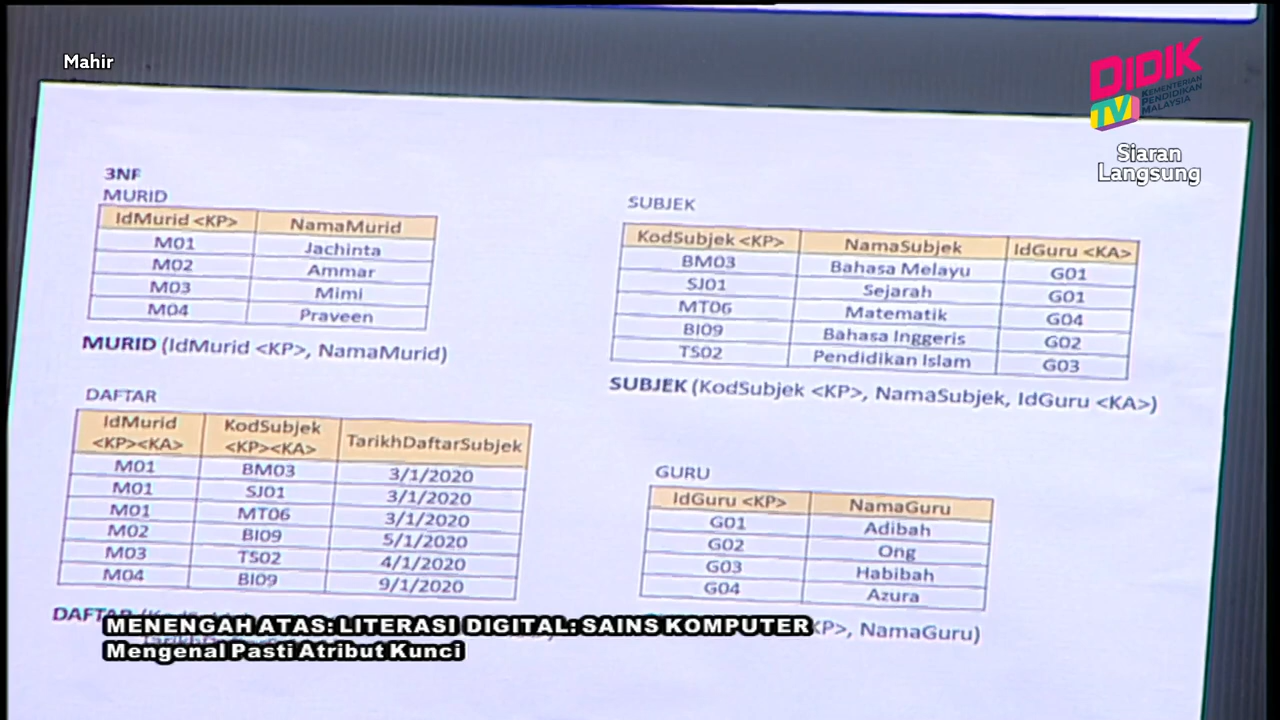 Mahir
DIDIK
TV
KEMENTERIAN
PENDIDIKAN
MALAYSIA
Siaran
Langsung
3NF
MURID
IdMurid <KP> NamaMurid
M01 Jachinta
M02 Ammar
M03 Mimi
M04 Praveen
MURID (IdMurid <KP>, NamaMurid)
SUBJEK
KodSubjek <KP> NamaSubjek IdGuru <KA>
BM03 Bahasa Melayu G01
SJ01 Sejarah G01
MT06 Matematik G04
BI09 Bahasa Inggeris G02
TS02 Pendidikan Islam G03
SUBJEK (KodSubjek <KP>, NamaSubjek, IdGuru <KA>)
DAFTAR
IdMurid KodSubjek TarikhDaftarSubjek
<KP><KA> <KP><KA>
M01 BM03 3/1/2020
M01 SJ01 3/1/2020
M01 MT06 3/1/2020
M02 BI09 5/1/2020
M03 TS02 4/1/2020
M04 BI09 9/1/2020
DAFTAR
GURU
IdGuru <KP> NamaGuru
G01 Adibah
G02 Ong
G03 Habibah
G04 Azura
KP>, NamaGuru)
MENENGAH ATAS: LITERASI DIGITAL: SAINS KOMPUTER
Mengenal Pasti Atribut Kunci